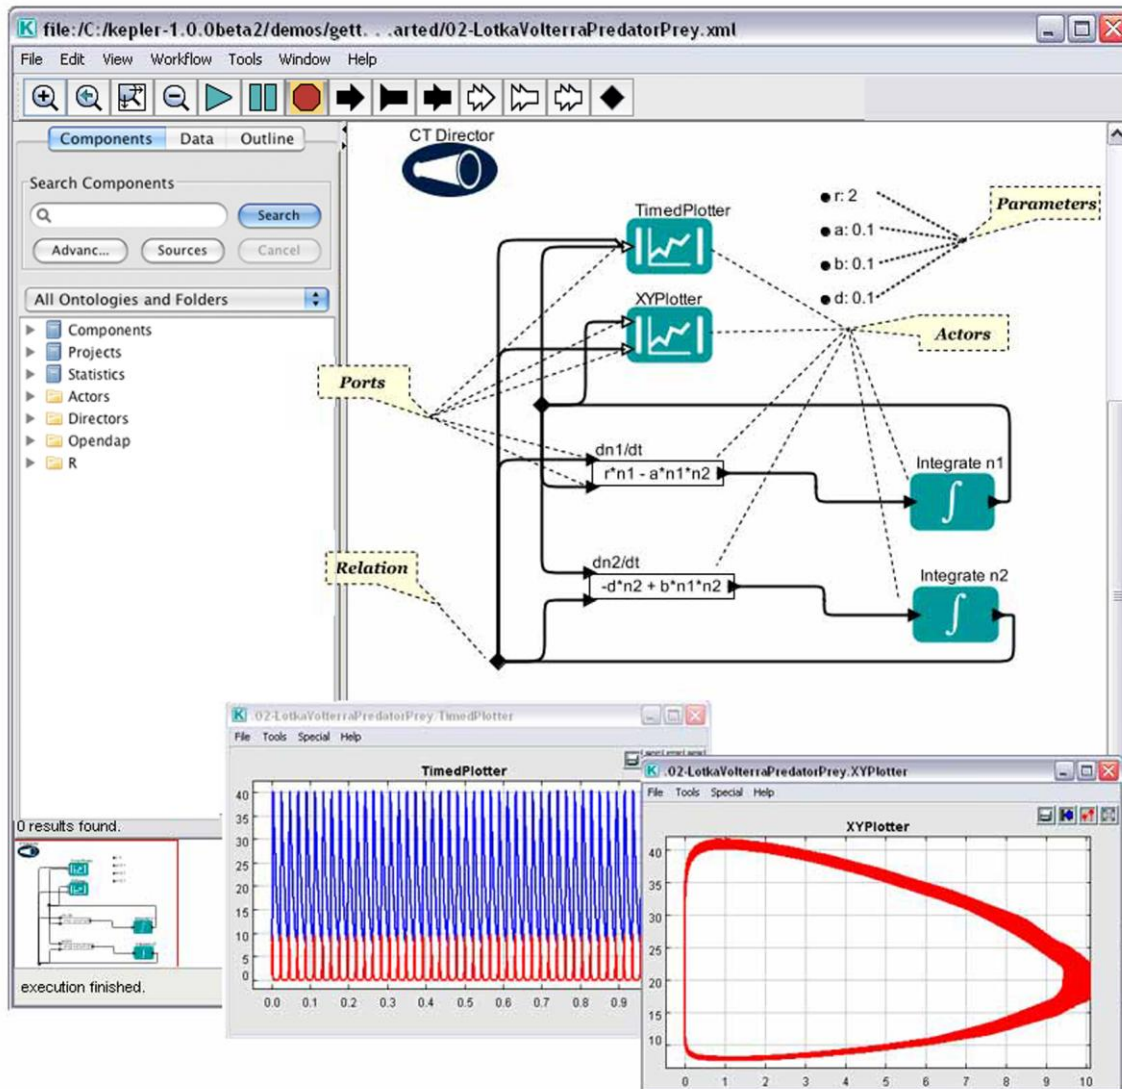 file:/C:/kepler-1.0.0beta2/demos/gett. . .arted/02-LotkaVolterraPredatorPrey.xml
File Edit View Workflow Tools Window Help
Components Data Outline
Search Components
Search
Advanc... Sources Cancel
All Ontologies and Folders
Components
Projects
Statistics
Actors
Directors
Opendap
R
0 results found.
execution finished.
CT Director
TimedPlotter
XYPlotter
r: 2
a: 0.1
b: 0.1
d: 0.1
Parameters
Actors
Ports
dn1/dt
r*n1 - a*n1*n2
Integrate n1
∫
Relation
dn2/dt
-d*n2 + b*n1*n2
Integrate n2
∫
.02-LotkaVolterraPredatorPrey.TimedPlotter
File Tools Special Help
TimedPlotter
40
35
30
25
20
15
10
5
0
0.0 0.1 0.2 0.3 0.4 0.5 0.6 0.7 0.8 0.9
.02-LotkaVolterraPredatorPrey.XYPlotter
File Tools Special Help
XYPlotter
40
35
30
25
20
15
10
0 1 2 3 4 5 6 7 8 9 10